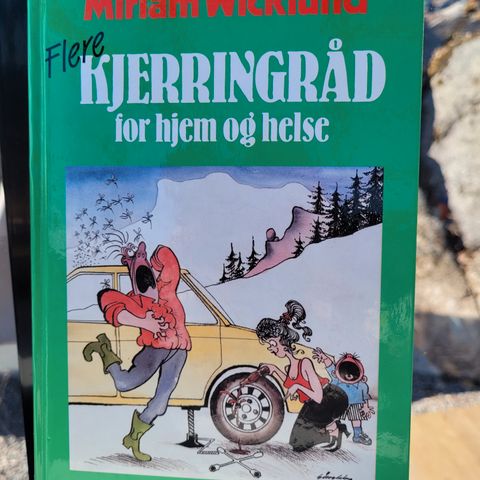 Miriam Wicklund
Flere
KJERRINGRÅD
for hjem og helse